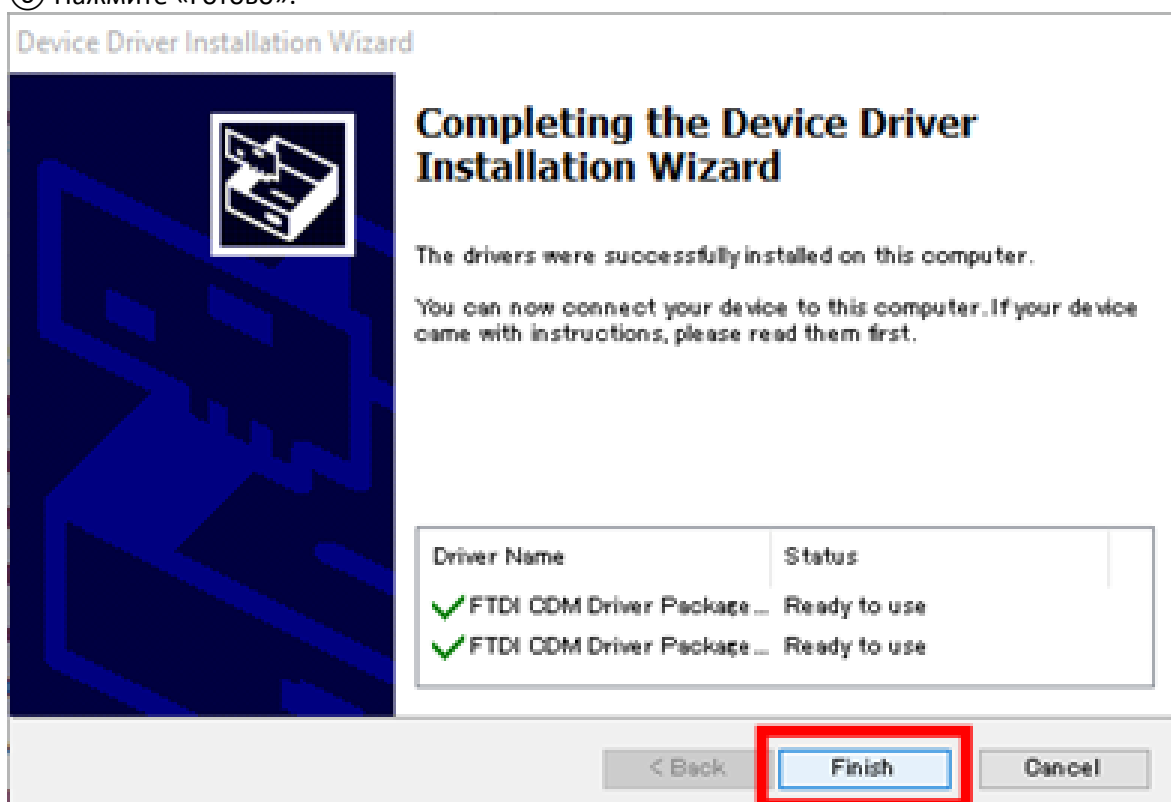 Нажмите «Готово».
Device Driver Installation Wizard
Completing the Device Driver
Installation Wizard
The drivers were successfully installed on this computer.
You can now connect your device to this computer. If your device
came with instructions, please read them first.
Driver Name Status
FTDI CDM Driver Package... Ready to use
FTDI CDM Driver Package... Ready to use
< Back Finish Cancel